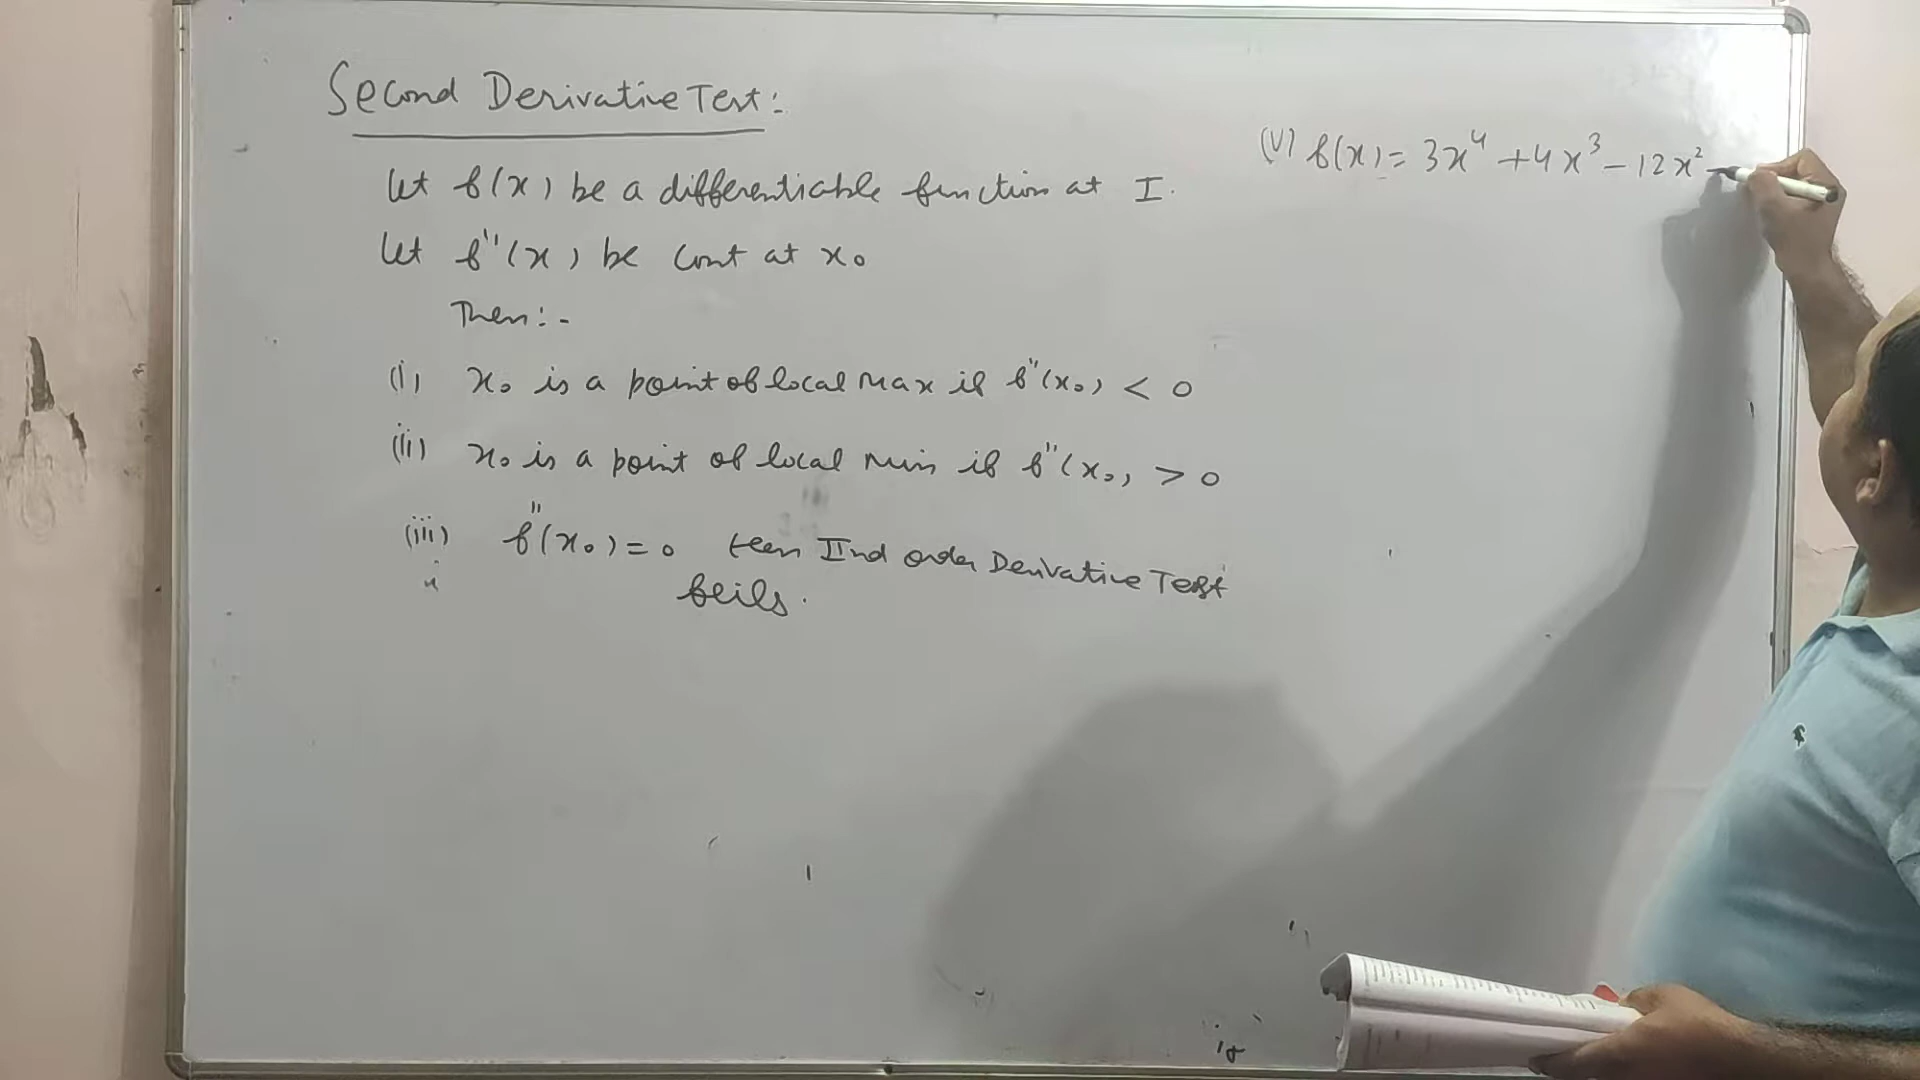 Second Derivative Test:
Let f(x) be a differentiable function at I.
Let f''(x) be cont at x₀
Then:-
(i) x₀ is a point of local max if f''(x₀) < 0
(ii) x₀ is a point of local min if f''(x₀) > 0
(iii) f''(x₀) = 0 then IInd order Derivative Test
fails.
(V) f(x) = 3x⁴ + 4x³ - 12x² -